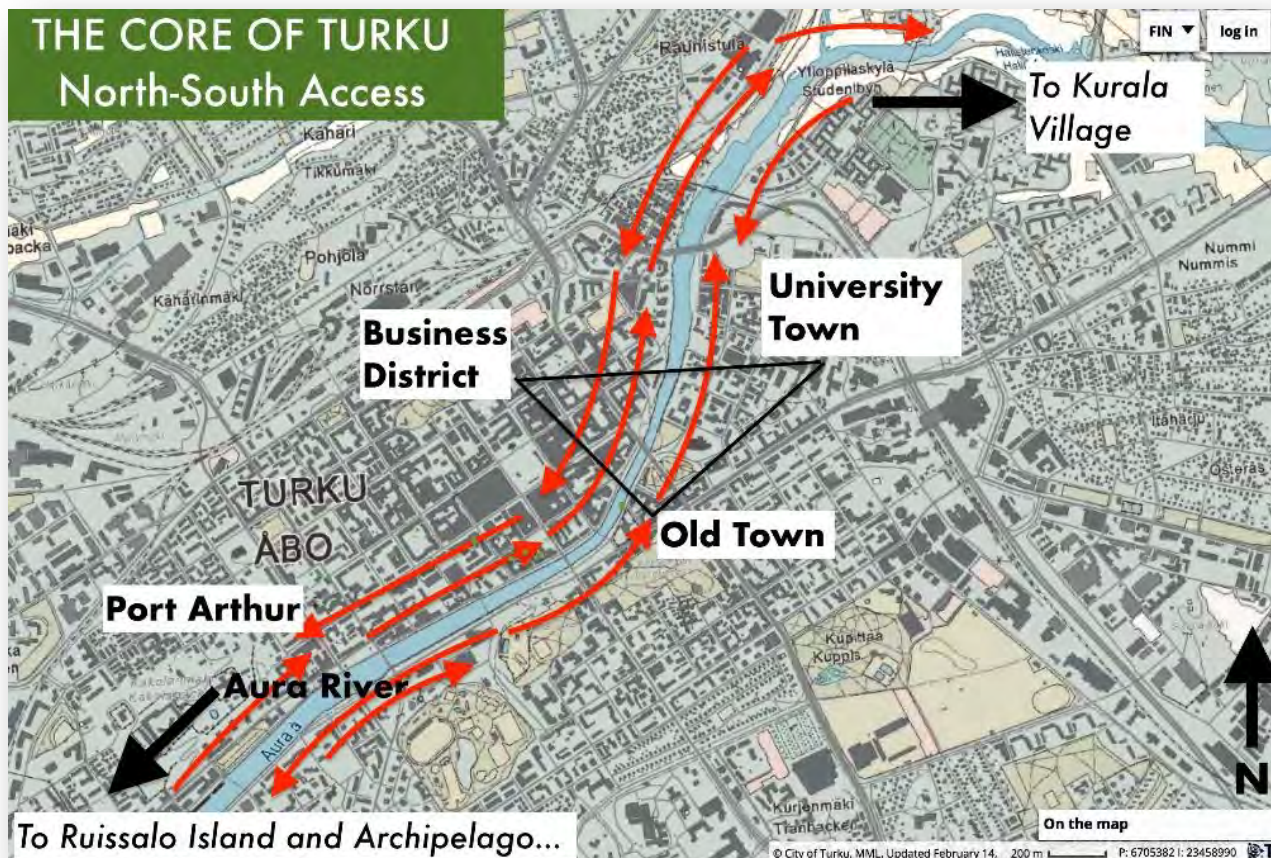 THE CORE OF TURKU
North-South Access
FIN
log in
Raunistula
Ylioppilaskylä
Studentbyn
To Kurala
Village
Kähäri
Tikkumäki
Pohjola
Kähärinmäki
Norrstan
Nummi
Nummis
University
Town
Business
District
Itäharju
Österås
TURKU
ÅBO
Old Town
Port Arthur
Kupittaa
Kuppis
Aura River
Aura å
N
Kurjenmäki
Tranbacken
To Ruissalo Island and Archipelago...
On the map
© City of Turku, MML, Updated February 14, 200 m P: 6705382 I: 23458990